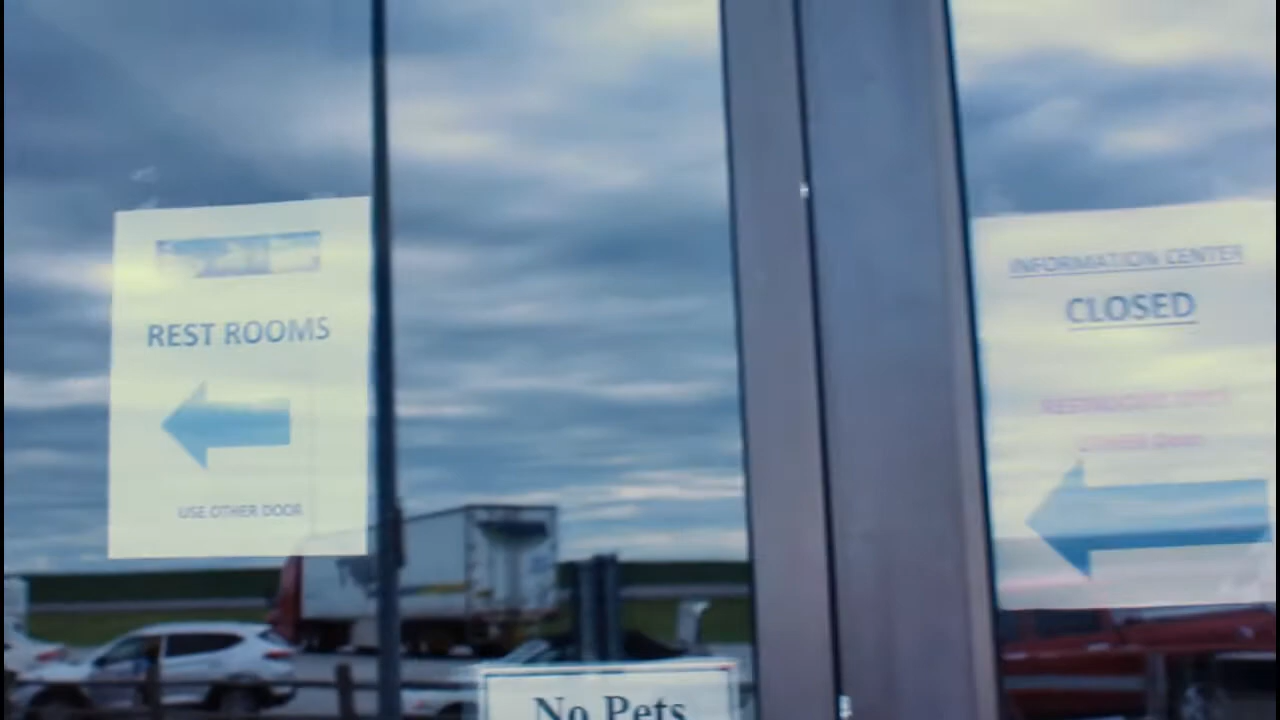 REST ROOMS
USE OTHER DOOR
No Pets
INFORMATION CENTER
CLOSED